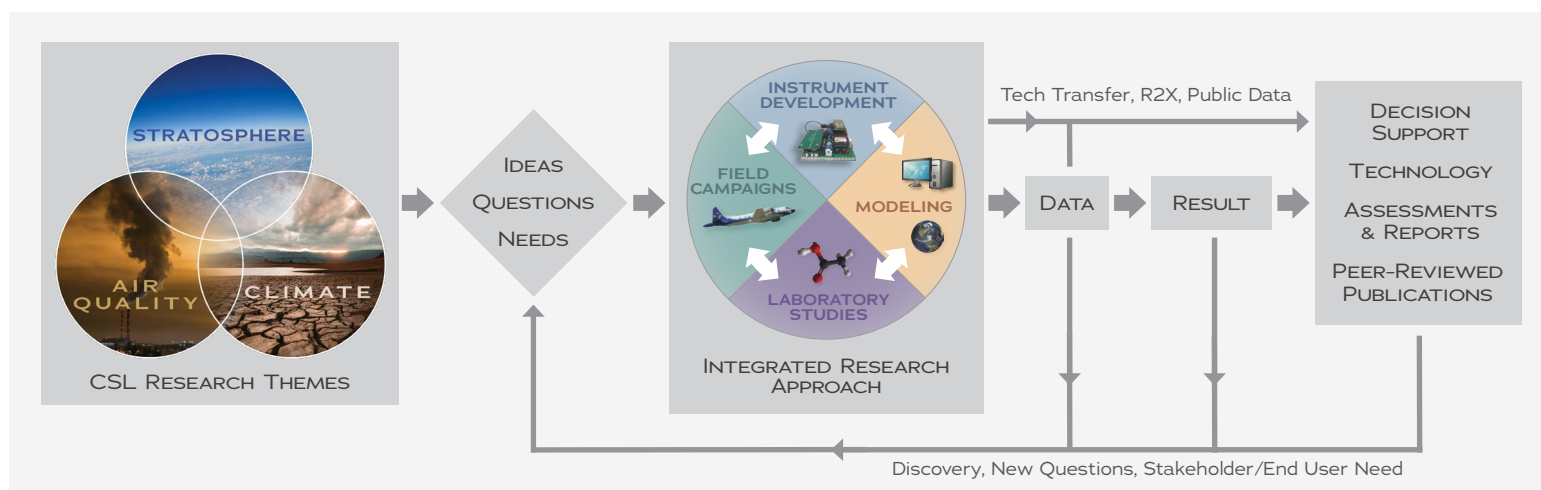 STRATOSPHERE
AIR
QUALITY
CLIMATE
CSL RESEARCH THEMES
IDEAS
QUESTIONS
NEEDS
INSTRUMENT
DEVELOPMENT
FIELD
CAMPAIGNS
MODELING
LABORATORY
STUDIES
INTEGRATED RESEARCH
APPROACH
Tech Transfer, R2X, Public Data
DATA
RESULT
DECISION
SUPPORT
TECHNOLOGY
ASSESSMENTS
& REPORTS
PEER-REVIEWED
PUBLICATIONS
Discovery, New Questions, Stakeholder/End User Need